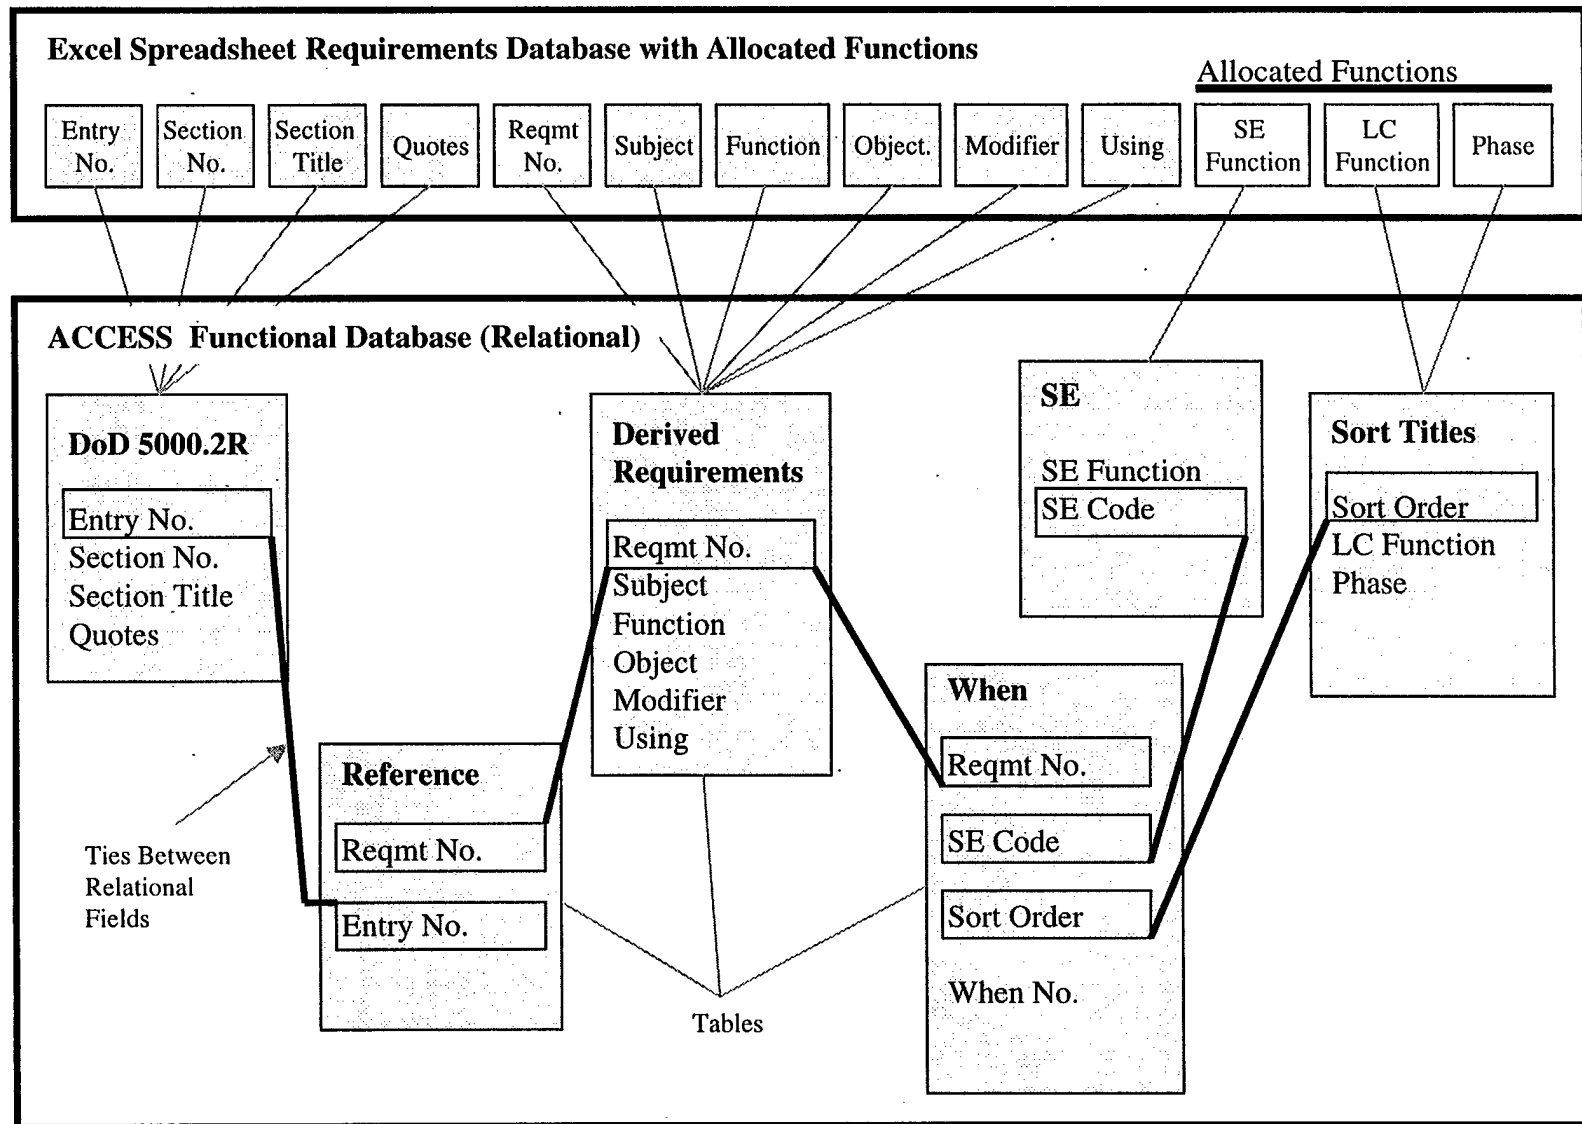 Excel Spreadsheet Requirements Database with Allocated Functions
Allocated Functions
Entry
No.
Section
No.
Section
Title
Quotes
Reqmt
No.
Subject
Function
Object.
Modifier
Using
SE
Function
LC
Function
Phase
ACCESS Functional Database (Relational)
DoD 5000.2R
Entry No.
Section No.
Section Title
Quotes
Derived
Requirements
Reqmt No.
Subject
Function
Object
Modifier
Using
SE
SE Function
SE Code
Sort Titles
Sort Order
LC Function
Phase
Reference
Reqmt No.
Entry No.
When
Reqmt No.
SE Code
Sort Order
When No.
Ties Between
Relational
Fields
Tables